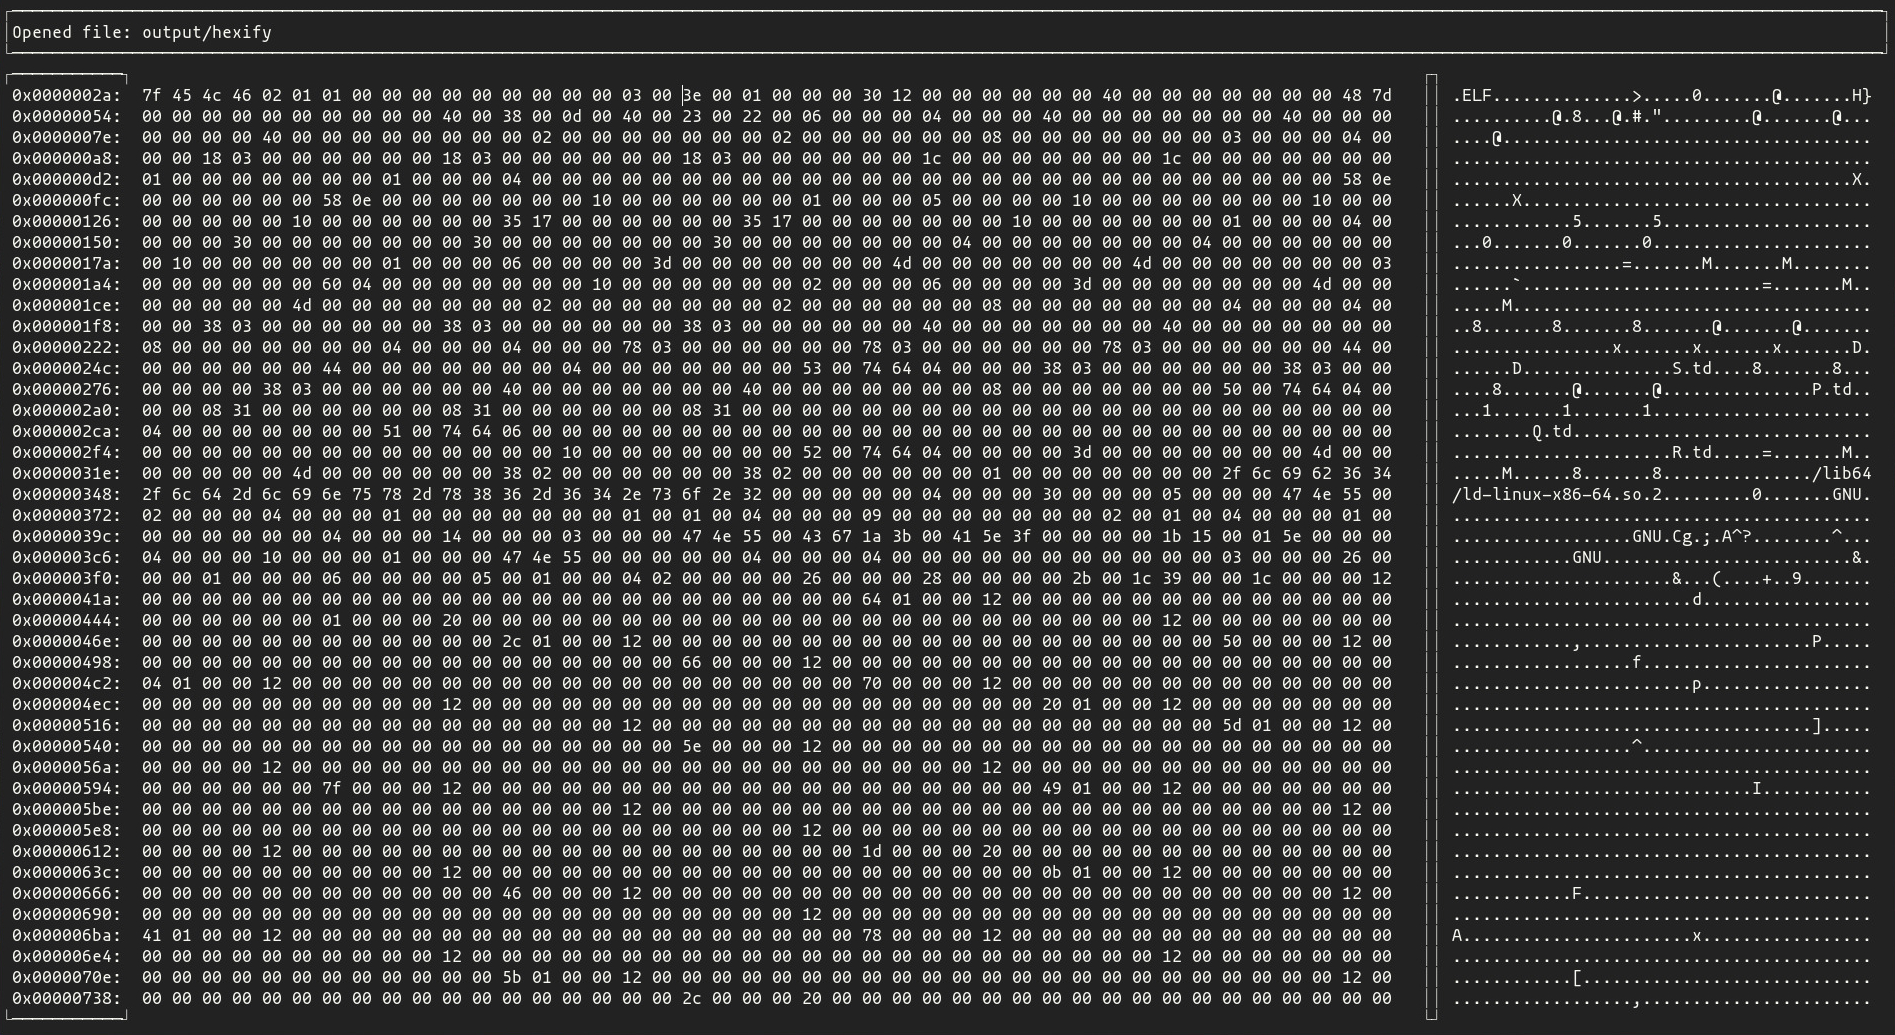 Opened file: output/hexify
0x0000002a: 7f 45 4c 46 02 01 01 00 00 00 00 00 00 00 00 00 03 00 3e 00 01 00 00 00 30 12 00 00 00 00 00 00 40 00 00 00 00 00 00 00 48 7d .ELF..............>.....0.......@.......H}
0x00000054: 00 00 00 00 00 00 00 00 00 00 40 00 38 00 0d 00 40 00 23 00 22 00 06 00 00 00 04 00 00 00 40 00 00 00 00 00 00 00 40 00 00 00 ..........@.8...@.#.".........@.......@...
0x0000007e: 00 00 00 00 40 00 00 00 00 00 00 00 00 02 00 00 00 00 00 00 00 02 00 00 00 00 00 00 08 00 00 00 00 00 00 00 03 00 00 00 04 00 ....@.....................................
0x000000a8: 00 00 18 03 00 00 00 00 00 00 18 03 00 00 00 00 00 00 18 03 00 00 00 00 00 00 1c 00 00 00 00 00 00 00 1c 00 00 00 00 00 00 00 ..........................................
0x000000d2: 01 00 00 00 00 00 00 00 01 00 00 00 04 00 00 00 00 00 00 00 00 00 00 00 00 00 00 00 00 00 00 00 00 00 00 00 00 00 00 00 58 0e ........................................X.
0x000000fc: 00 00 00 00 00 00 58 0e 00 00 00 00 00 00 00 10 00 00 00 00 00 00 01 00 00 00 05 00 00 00 00 10 00 00 00 00 00 00 00 10 00 00 ......X...................................
0x00000126: 00 00 00 00 00 10 00 00 00 00 00 00 35 17 00 00 00 00 00 00 35 17 00 00 00 00 00 00 00 10 00 00 00 00 00 00 01 00 00 00 04 00 ............5.......5.....................
0x00000150: 00 00 00 30 00 00 00 00 00 00 00 30 00 00 00 00 00 00 00 30 00 00 00 00 00 00 00 04 00 00 00 00 00 00 00 04 00 00 00 00 00 00 ...0.......0.......0......................
0x0000017a: 00 10 00 00 00 00 00 00 01 00 00 00 06 00 00 00 00 3d 00 00 00 00 00 00 00 4d 00 00 00 00 00 00 00 4d 00 00 00 00 00 00 00 03 .................=.......M.......M........
0x000001a4: 00 00 00 00 00 00 60 04 00 00 00 00 00 00 00 10 00 00 00 00 00 00 02 00 00 00 06 00 00 00 00 3d 00 00 00 00 00 00 00 4d 00 00 ......`........................=.......M..
0x000001ce: 00 00 00 00 00 4d 00 00 00 00 00 00 00 02 00 00 00 00 00 00 00 02 00 00 00 00 00 00 08 00 00 00 00 00 00 00 04 00 00 00 04 00 .....M....................................
0x000001f8: 00 00 38 03 00 00 00 00 00 00 38 03 00 00 00 00 00 00 38 03 00 00 00 00 00 00 40 00 00 00 00 00 00 00 40 00 00 00 00 00 00 00 ..8.......8.......8.......@.......@.......
0x00000222: 08 00 00 00 00 00 00 00 04 00 00 00 04 00 00 00 78 03 00 00 00 00 00 00 78 03 00 00 00 00 00 00 78 03 00 00 00 00 00 00 44 00 ................x.......x.......x.......D.
0x0000024c: 00 00 00 00 00 00 44 00 00 00 00 00 00 00 04 00 00 00 00 00 00 00 53 00 74 64 04 00 00 00 38 03 00 00 00 00 00 00 38 03 00 00 ......D...............S.td....8.......8...
0x00000276: 00 00 00 00 38 03 00 00 00 00 00 00 40 00 00 00 00 00 00 00 40 00 00 00 00 00 00 00 08 00 00 00 00 00 00 00 50 00 74 64 04 00 ....8.......@.......@...............P.td..
0x000002a0: 00 00 08 31 00 00 00 00 00 00 08 31 00 00 00 00 00 00 08 31 00 00 00 00 00 00 00 00 00 00 00 00 00 00 00 00 00 00 00 00 00 00 ...1.......1.......1......................
0x000002ca: 04 00 00 00 00 00 00 00 51 00 74 64 06 00 00 00 00 00 00 00 00 00 00 00 00 00 00 00 00 00 00 00 00 00 00 00 00 00 00 00 00 00 ........Q.td..............................
0x000002f4: 00 00 00 00 00 00 00 00 00 00 00 00 00 00 10 00 00 00 00 00 00 00 52 00 74 64 04 00 00 00 00 3d 00 00 00 00 00 00 00 4d 00 00 ......................R.td.....=.......M..
0x0000031e: 00 00 00 00 00 4d 00 00 00 00 00 00 38 02 00 00 00 00 00 00 38 02 00 00 00 00 00 00 01 00 00 00 00 00 00 00 2f 6c 69 62 36 34 .....M......8.......8.............../lib64
0x00000348: 2f 6c 64 2d 6c 69 6e 75 78 2d 78 38 36 2d 36 34 2e 73 6f 2e 32 00 00 00 00 00 04 00 00 00 30 00 00 00 05 00 00 00 47 4e 55 00 /ld-linux-x86-64.so.2.........0.......GNU.
0x00000372: 02 00 00 00 04 00 00 00 01 00 00 00 00 00 00 00 01 00 01 00 04 00 00 00 09 00 00 00 00 00 00 00 02 00 01 00 04 00 00 00 01 00 ..........................................
0x0000039c: 00 00 00 00 00 00 04 00 00 00 14 00 00 00 03 00 00 00 47 4e 55 00 43 67 1a 3b 00 41 5e 3f 00 00 00 00 1b 15 00 01 5e 00 00 00 ..................GNU.Cg.;.A^?........^...
0x000003c6: 04 00 00 00 10 00 00 00 01 00 00 00 47 4e 55 00 00 00 00 00 04 00 00 00 04 00 00 00 00 00 00 00 00 00 00 00 03 00 00 00 26 00 ............GNU.........................&.
0x000003f0: 00 00 01 00 00 00 06 00 00 00 00 05 00 01 00 00 04 02 00 00 00 00 26 00 00 00 28 00 00 00 00 2b 00 1c 39 00 00 1c 00 00 00 12 ......................&...(....+..9.......
0x0000041a: 00 00 00 00 00 00 00 00 00 00 00 00 00 00 00 00 00 00 00 00 00 00 00 00 64 01 00 00 12 00 00 00 00 00 00 00 00 00 00 00 00 00 ........................d.................
0x00000444: 00 00 00 00 00 00 01 00 00 00 20 00 00 00 00 00 00 00 00 00 00 00 00 00 00 00 00 00 00 00 00 00 00 00 12 00 00 00 00 00 00 00 ..........................................
0x0000046e: 00 00 00 00 00 00 00 00 00 00 00 00 2c 01 00 00 12 00 00 00 00 00 00 00 00 00 00 00 00 00 00 00 00 00 00 00 50 00 00 00 12 00 ............,.......................P.....
0x00000498: 00 00 00 00 00 00 00 00 00 00 00 00 00 00 00 00 00 00 66 00 00 00 12 00 00 00 00 00 00 00 00 00 00 00 00 00 00 00 00 00 00 00 ..................f.......................
0x000004c2: 04 01 00 00 12 00 00 00 00 00 00 00 00 00 00 00 00 00 00 00 00 00 00 00 70 00 00 00 12 00 00 00 00 00 00 00 00 00 00 00 00 00 ........................p.................
0x000004ec: 00 00 00 00 00 00 00 00 00 00 12 00 00 00 00 00 00 00 00 00 00 00 00 00 00 00 00 00 00 00 20 01 00 00 12 00 00 00 00 00 00 00 ..........................................
0x00000516: 00 00 00 00 00 00 00 00 00 00 00 00 00 00 00 00 12 00 00 00 00 00 00 00 00 00 00 00 00 00 00 00 00 00 00 00 5d 01 00 00 12 00 ....................................].....
0x00000540: 00 00 00 00 00 00 00 00 00 00 00 00 00 00 00 00 00 00 5e 00 00 00 12 00 00 00 00 00 00 00 00 00 00 00 00 00 00 00 00 00 00 00 ..................^.......................
0x0000056a: 00 00 00 00 12 00 00 00 00 00 00 00 00 00 00 00 00 00 00 00 00 00 00 00 00 00 00 00 12 00 00 00 00 00 00 00 00 00 00 00 00 00 ..........................................
0x00000594: 00 00 00 00 00 00 7f 00 00 00 12 00 00 00 00 00 00 00 00 00 00 00 00 00 00 00 00 00 00 00 49 01 00 00 12 00 00 00 00 00 00 00 ..............................I...........
0x000005be: 00 00 00 00 00 00 00 00 00 00 00 00 00 00 00 00 12 00 00 00 00 00 00 00 00 00 00 00 00 00 00 00 00 00 00 00 00 00 00 00 12 00 ..........................................
0x000005e8: 00 00 00 00 00 00 00 00 00 00 00 00 00 00 00 00 00 00 00 00 00 00 12 00 00 00 00 00 00 00 00 00 00 00 00 00 00 00 00 00 00 00 ..........................................
0x00000612: 00 00 00 00 12 00 00 00 00 00 00 00 00 00 00 00 00 00 00 00 00 00 00 00 1d 00 00 00 20 00 00 00 00 00 00 00 00 00 00 00 00 00 ..........................................
0x0000063c: 00 00 00 00 00 00 00 00 00 00 12 00 00 00 00 00 00 00 00 00 00 00 00 00 00 00 00 00 00 00 0b 01 00 00 12 00 00 00 00 00 00 00 ..........................................
0x00000666: 00 00 00 00 00 00 00 00 00 00 00 00 46 00 00 00 12 00 00 00 00 00 00 00 00 00 00 00 00 00 00 00 00 00 00 00 00 00 00 00 12 00 ............F.............................
0x00000690: 00 00 00 00 00 00 00 00 00 00 00 00 00 00 00 00 00 00 00 00 00 00 12 00 00 00 00 00 00 00 00 00 00 00 00 00 00 00 00 00 00 00 ..........................................
0x000006ba: 41 01 00 00 12 00 00 00 00 00 00 00 00 00 00 00 00 00 00 00 00 00 00 00 78 00 00 00 12 00 00 00 00 00 00 00 00 00 00 00 00 00 A.......................x.................
0x000006e4: 00 00 00 00 00 00 00 00 00 00 12 00 00 00 00 00 00 00 00 00 00 00 00 00 00 00 00 00 00 00 00 00 00 00 12 00 00 00 00 00 00 00 ..........................................
0x0000070e: 00 00 00 00 00 00 00 00 00 00 00 00 5b 01 00 00 12 00 00 00 00 00 00 00 00 00 00 00 00 00 00 00 00 00 00 00 00 00 00 00 12 00 ............[.............................
0x00000738: 00 00 00 00 00 00 00 00 00 00 00 00 00 00 00 00 00 00 2c 00 00 00 20 00 00 00 00 00 00 00 00 00 00 00 00 00 00 00 00 00 00 00 ..................,.......................